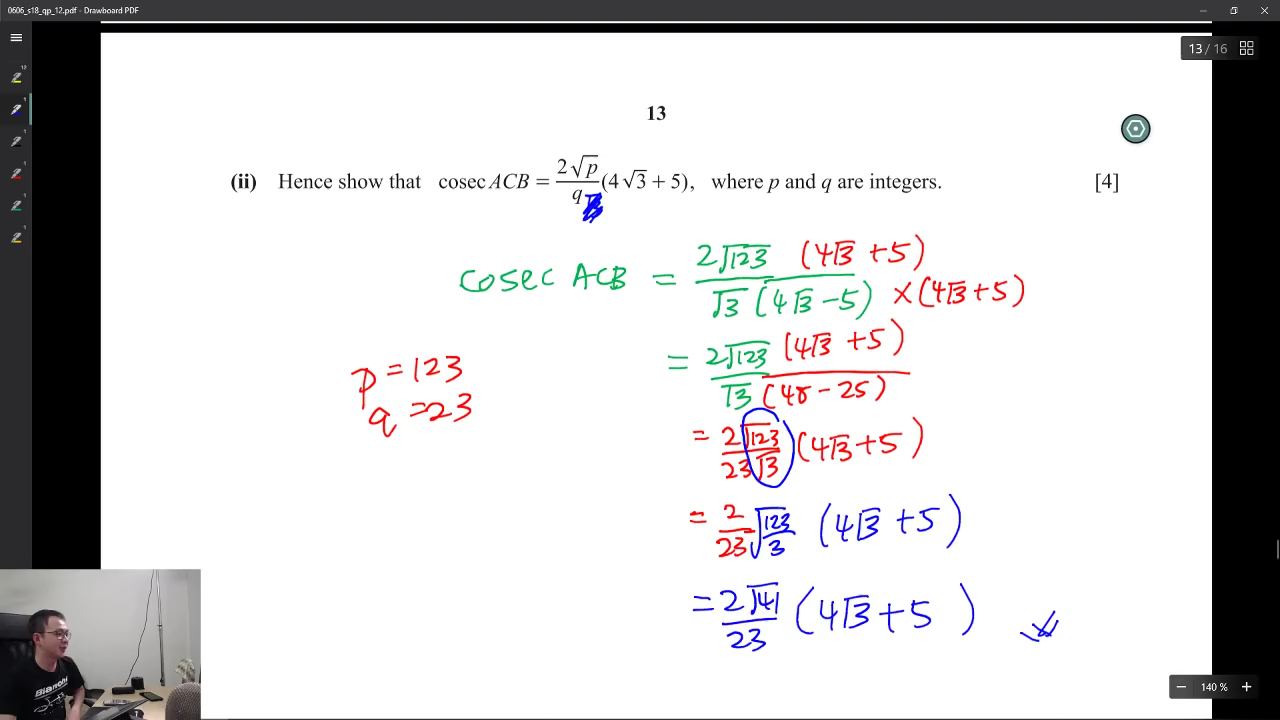 0606_s18_qp_12.pdf - Drawboard PDF
13 / 16
13
(ii) Hence show that cosec ACB = 2√p/q (4√3 + 5), where p and q are integers. [4]
cosec ACB = 2√123 (4√3 + 5) / √3 (4√3 - 5) × (4√3 + 5)
= 2√123 (4√3 + 5) / √3 (48 - 25)
p = 123
q = 23
= 2√123 / 23√3 (4√3 + 5)
= 2/23 √123/3 (4√3 + 5)
= 2√41 / 23 (4√3 + 5)
Bianchi
140 %